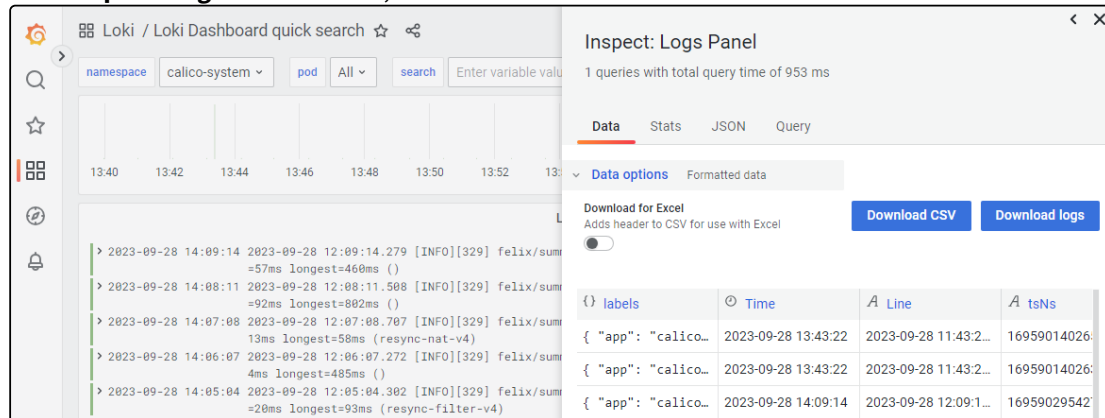 Loki / Loki Dashboard quick search
namespace calico-system pod All search Enter variable valu
13:40 13:42 13:44 13:46 13:48 13:50 13:52 13:
L
> 2023-09-28 14:09:14 2023-09-28 12:09:14.279 [INFO][329] felix/sum
=57ms longest=460ms ()
> 2023-09-28 14:08:11 2023-09-28 12:08:11.508 [INFO][329] felix/sum
=92ms longest=802ms ()
> 2023-09-28 14:07:08 2023-09-28 12:07:08.707 [INFO][329] felix/sum
13ms longest=58ms (resync-nat-v4)
> 2023-09-28 14:06:07 2023-09-28 12:06:07.272 [INFO][329] felix/sum
4ms longest=485ms ()
> 2023-09-28 14:05:04 2023-09-28 12:05:04.302 [INFO][329] felix/sum
=20ms longest=93ms (resync-filter-v4)
Inspect: Logs Panel
1 queries with total query time of 953 ms
Data Stats JSON Query
Data options Formatted data
Download for Excel
Adds header to CSV for use with Excel
Download CSV Download logs
{} labels Time A Line A tsNs
{ "app": "calico... 2023-09-28 13:43:22 2023-09-28 11:43:2... 16959014026
{ "app": "calico... 2023-09-28 13:43:22 2023-09-28 11:43:2... 16959014026
{ "app": "calico... 2023-09-28 14:09:14 2023-09-28 12:09:1... 16959029542